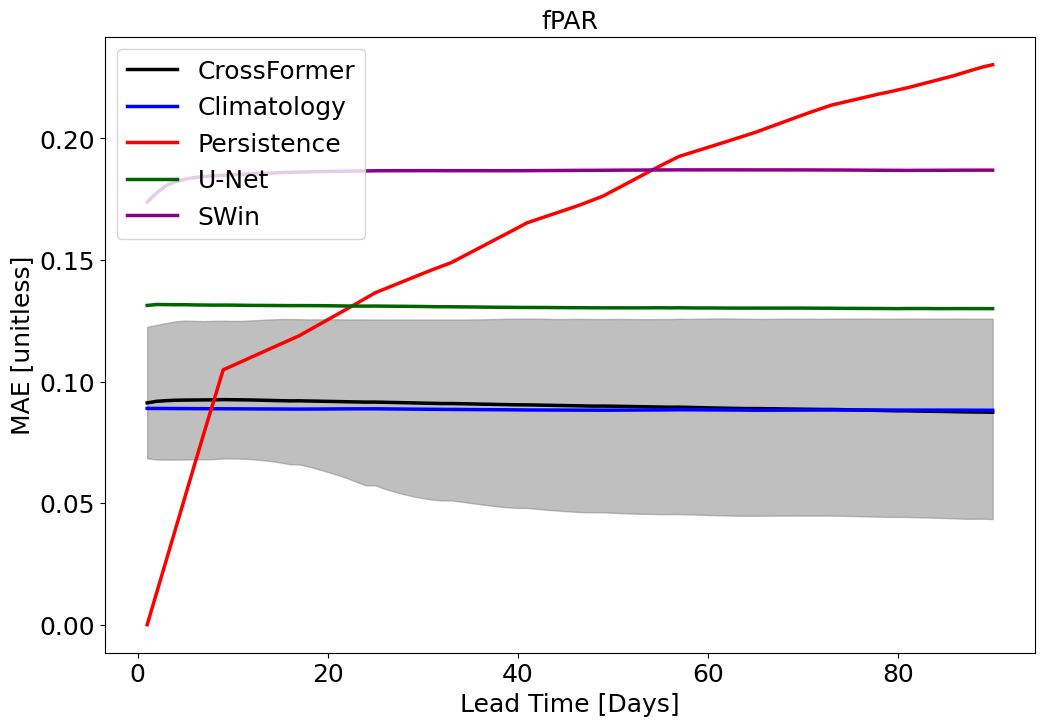 fPAR
CrossFormer
Climatology
Persistence
U-Net
SWin
MAE [unitless]
0.20
0.15
0.10
0.05
0.00
0 20 40 60 80
Lead Time [Days]